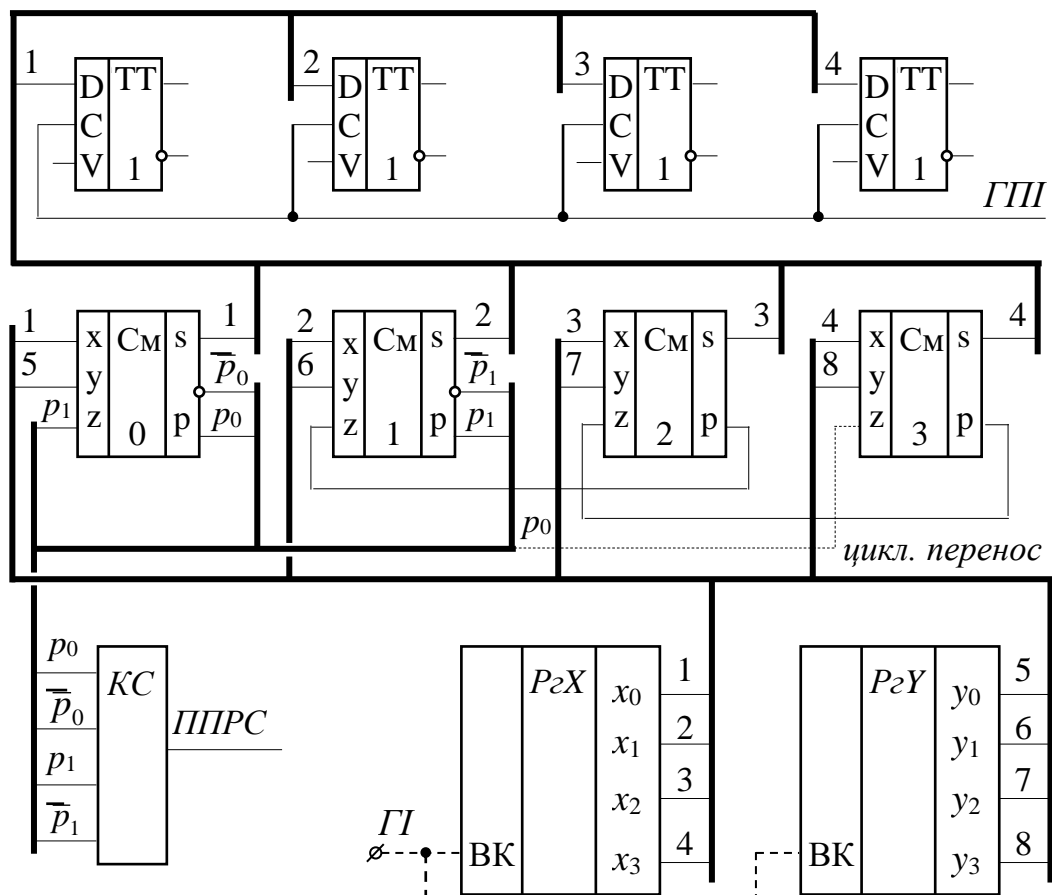 1 2 3 4
D TT D TT D TT D TT
C C C C
V 1 V 1 V 1 V 1
ГПІ
1 x См s 1 2 x См s 2 3 x См s 3 4 x См s 4
5 y p̅0 6 y p̅1 7 y 8 y
p1 z 0 p p0 z 1 p p1 z 2 p z 3 p
p0
цикл. перенос
p0
p̅0
p1
p̅1
КС
ППРС
РгХ
x0 1
x1 2
x2 3
x3 4
ГІ
ВК
РгY
y0 5
y1 6
y2 7
y3 8
ВК